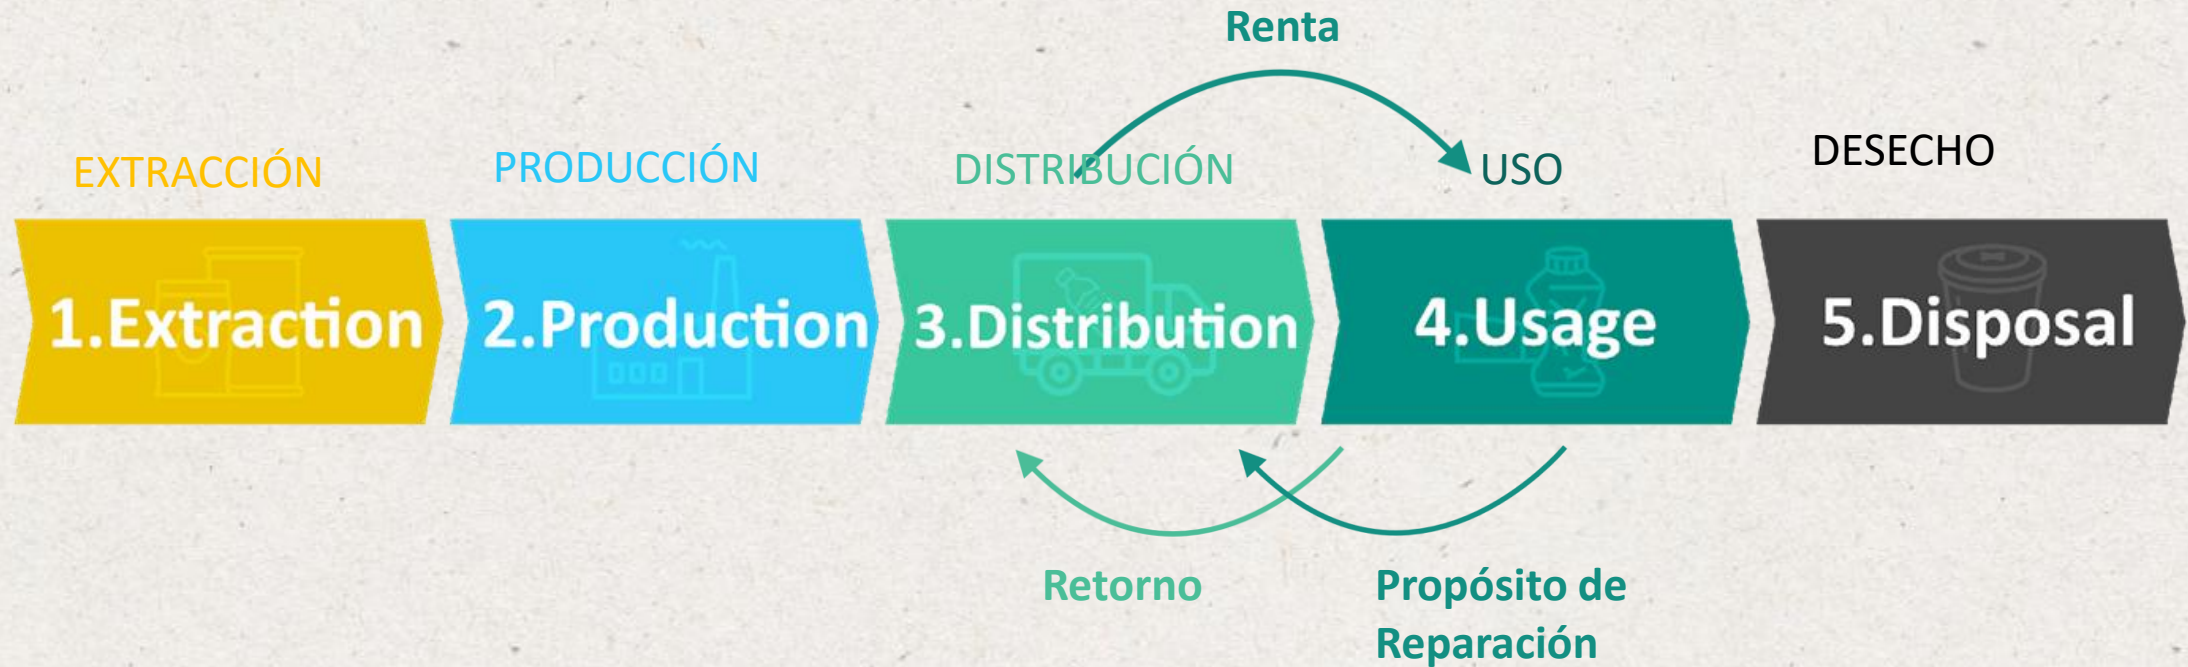 Renta
EXTRACCIÓN
PRODUCCIÓN
DISTRIBUCIÓN
USO
DESECHO
1.Extraction
2.Production
3.Distribution
4.Usage
5.Disposal
Retorno
Propósito de
Reparación